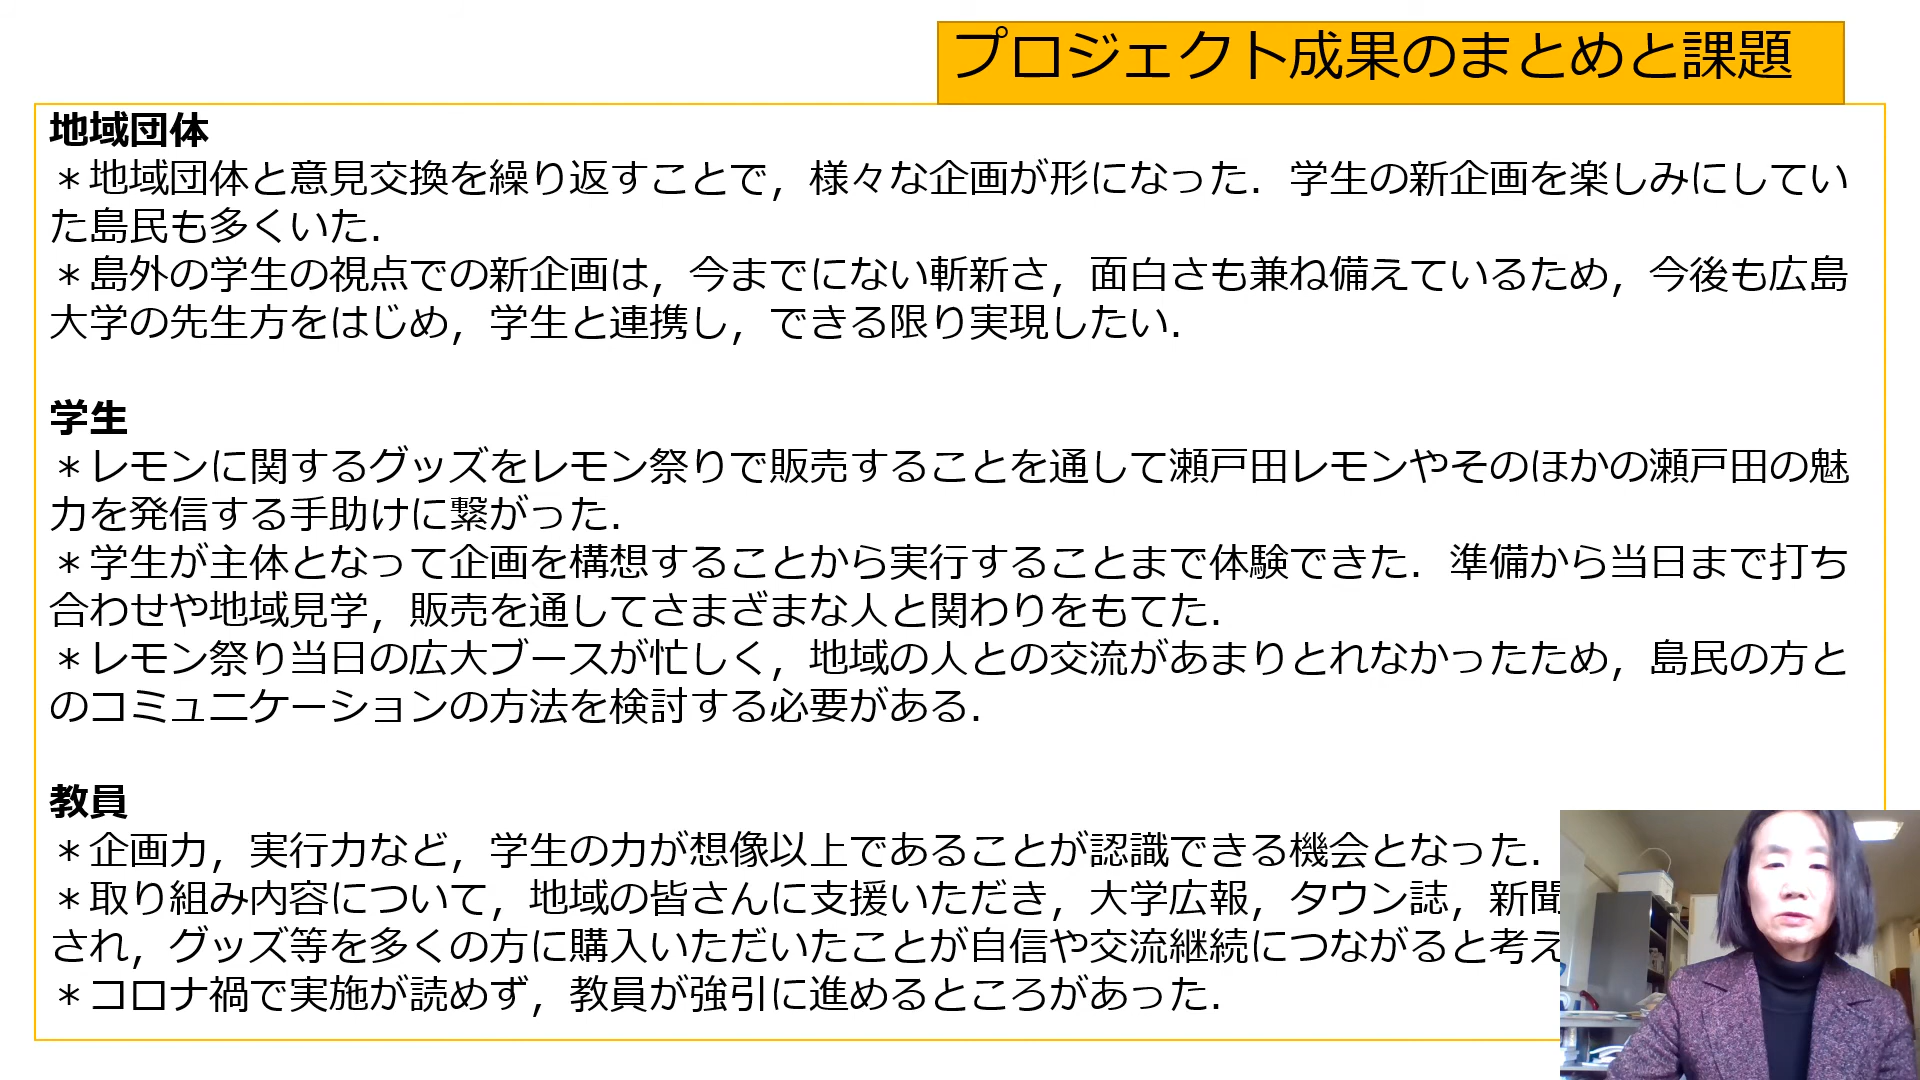 プロジェクト成果のまとめと課題
地域団体
＊地域団体と意見交換を繰り返すことで，様々な企画が形になった．学生の新企画を楽しみにしてい
た島民も多くいた．
＊島外の学生の視点での新企画は，今までにない斬新さ，面白さも兼ね備えているため，今後も広島
大学の先生方をはじめ，学生と連携し，できる限り実現したい．
学生
＊レモンに関するグッズをレモン祭りで販売することを通して瀬戸田レモンやそのほかの瀬戸田の魅
力を発信する手助けに繋がった．
＊学生が主体となって企画を構想することから実行することまで体験できた．準備から当日まで打ち
合わせや地域見学，販売を通してさまざまな人と関わりをもてた．
＊レモン祭り当日の広大ブースが忙しく，地域の人との交流があまりとれなかったため，島民の方と
のコミュニケーションの方法を検討する必要がある．
教員
＊企画力，実行力など，学生の力が想像以上であることが認識できる機会となった．
＊取り組み内容について，地域の皆さんに支援いただき，大学広報，タウン誌，新聞
され，グッズ等を多くの方に購入いただいたことが自信や交流継続につながると考え
＊コロナ禍で実施が読めず，教員が強引に進めるところがあった．